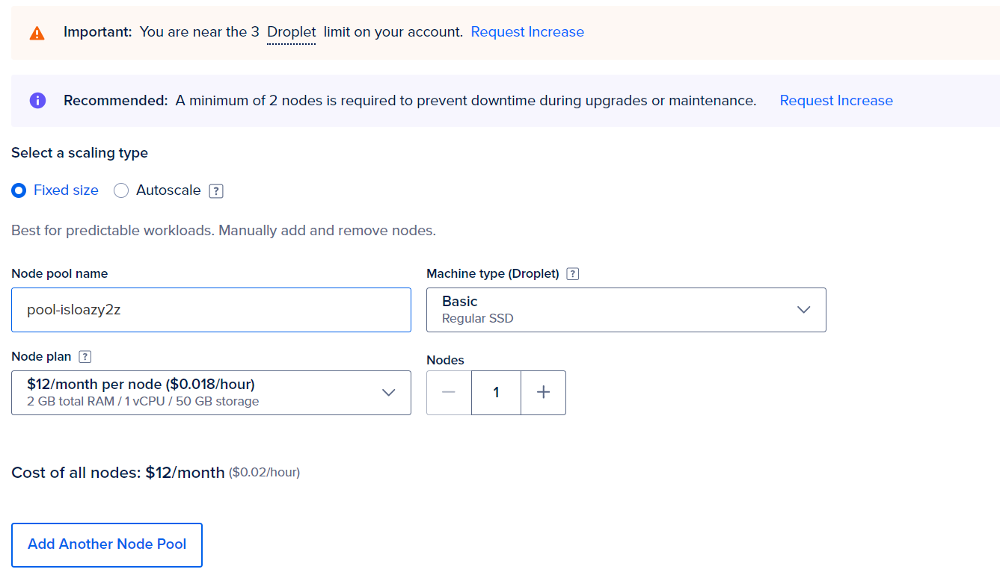 Important: You are near the 3 Droplet limit on your account. Request Increase
Recommended: A minimum of 2 nodes is required to prevent downtime during upgrades or maintenance. Request Increase
Select a scaling type
Fixed size Autoscale ?
Best for predictable workloads. Manually add and remove nodes.
Node pool name
pool-isloazy2z
Machine type (Droplet) ?
Basic
Regular SSD
Node plan ?
$12/month per node ($0.018/hour)
2 GB total RAM / 1 vCPU / 50 GB storage
Nodes
1
Cost of all nodes: $12/month ($0.02/hour)
Add Another Node Pool